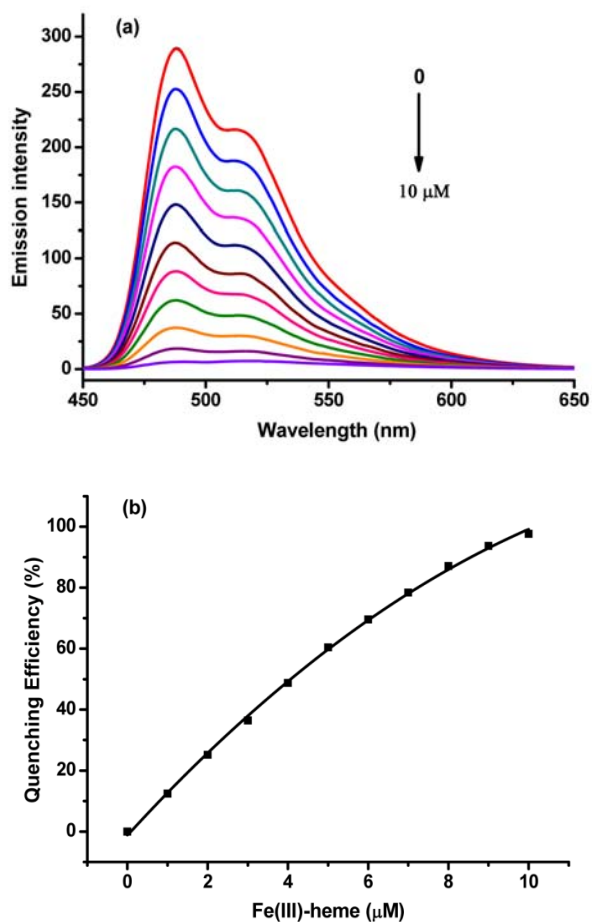 (a)
300
250
200
150
100
50
0
Emission intensity
0
10 μM
450 500 550 600 650
Wavelength (nm)
(b)
100
80
60
40
20
0
Quenching Efficiency (%)
0 2 4 6 8 10
Fe(III)-heme (μM)